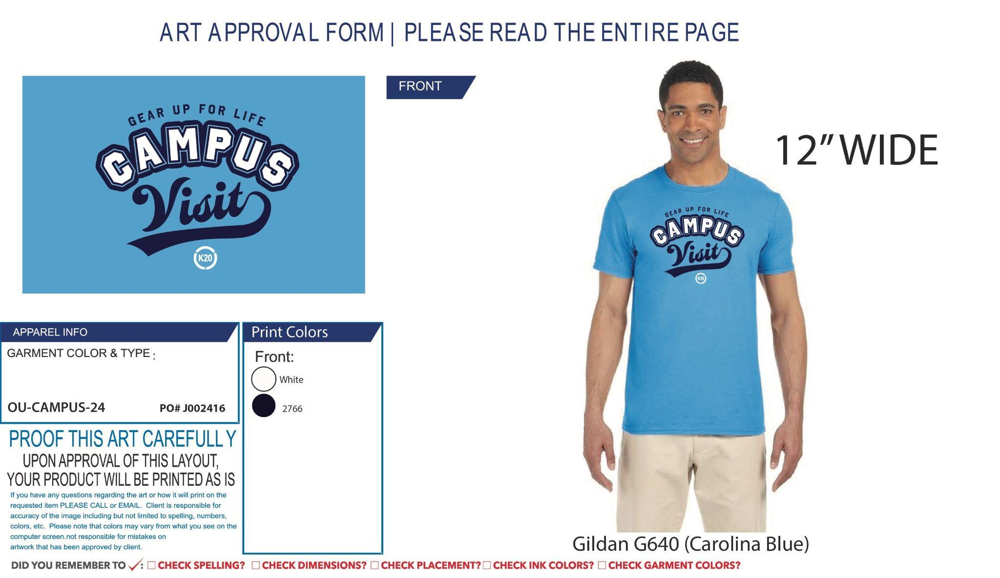 ART APPROVAL FORM | PLEASE READ THE ENTIRE PAGE
GEAR UP FOR LIFE
CAMPUS
Visit
K20
FRONT
12” WIDE
GEAR UP FOR LIFE
CAMPUS
Visit
K20
Gildan G640 (Carolina Blue)
APPAREL INFO
GARMENT COLOR & TYPE :
OU-CAMPUS-24 PO# J002416
Print Colors
Front:
White
2766
PROOF THIS ART CAREFULLY
UPON APPROVAL OF THIS LAYOUT,
YOUR PRODUCT WILL BE PRINTED AS IS
If you have any questions regarding the art or how it will print on the
requested item PLEASE CALL or EMAIL. Client is responsible for
accuracy of the image including but not limited to spelling, numbers,
colors, etc. Please note that colors may vary from what you see on the
computer screen.not responsible for mistakes on
artwork that has been approved by client.
DID YOU REMEMBER TO ✓: ☐ CHECK SPELLING? ☐ CHECK DIMENSIONS? ☐ CHECK PLACEMENT? ☐ CHECK INK COLORS? ☐ CHECK GARMENT COLORS?